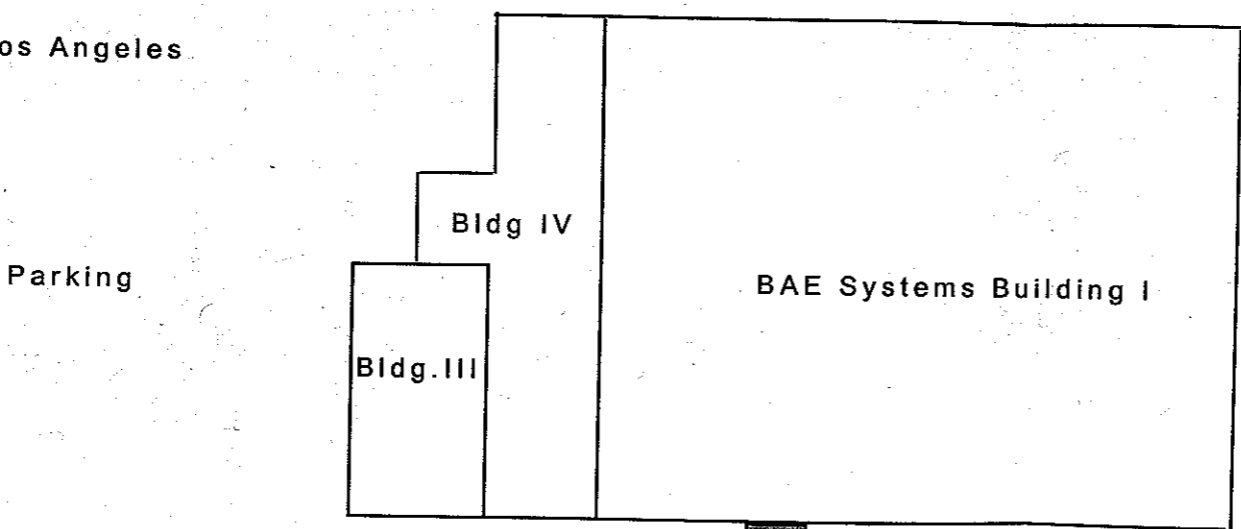 os Angeles
Bldg IV
Parking
BAE Systems Building I
Bldg.III